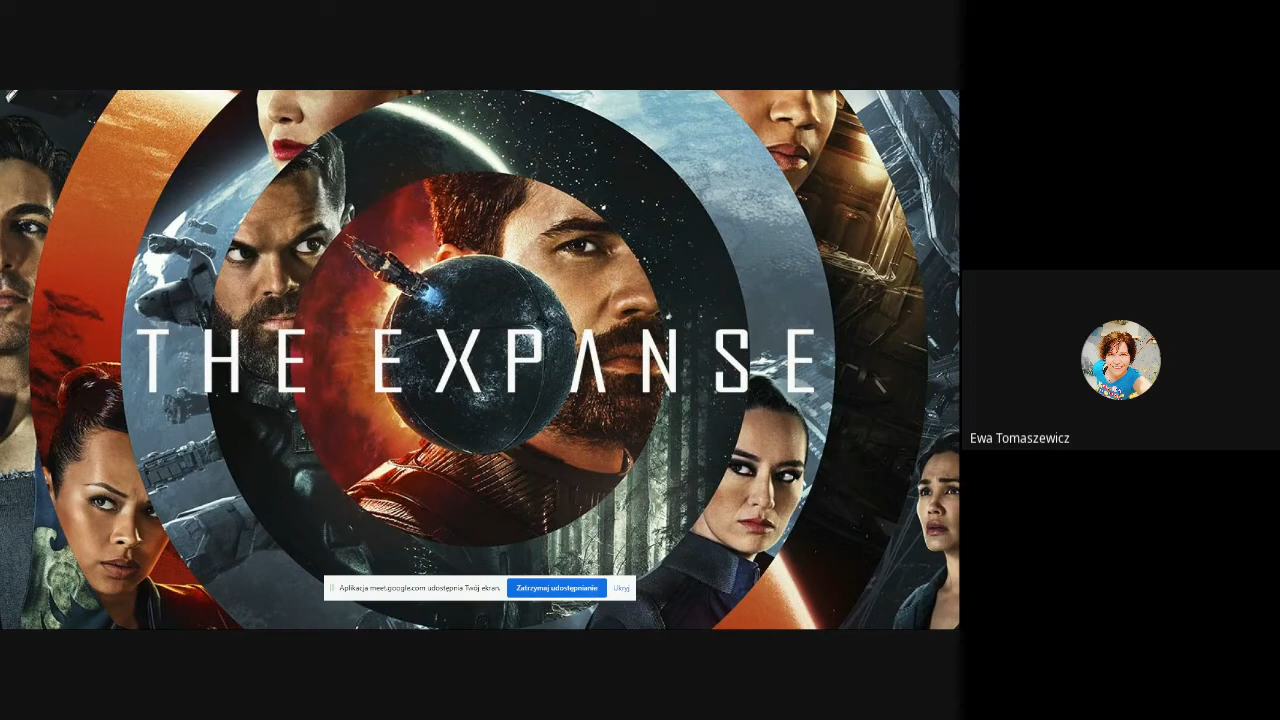 THE EXPANSE
Aplikacja meet.google.com udostępnia Twój ekran.
Zatrzymaj udostępnianie
Ukryj
Ewa Tomaszewicz